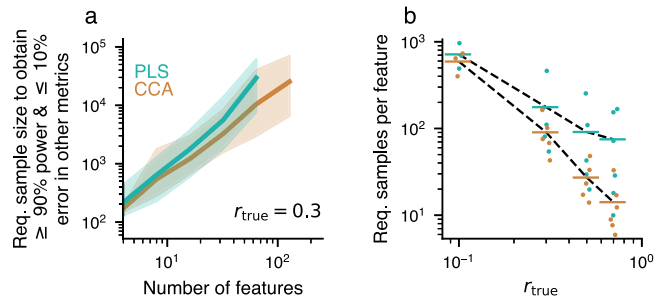 a
Req. sample size to obtain
≥ 90% power & ≤ 10%
error in other metrics
10⁵
10⁴
10³
10²
PLS
CCA
r_true = 0.3
10¹
10²
Number of features
b
Req. samples per feature
10³
10²
10¹
10⁻¹
10⁰
r_true